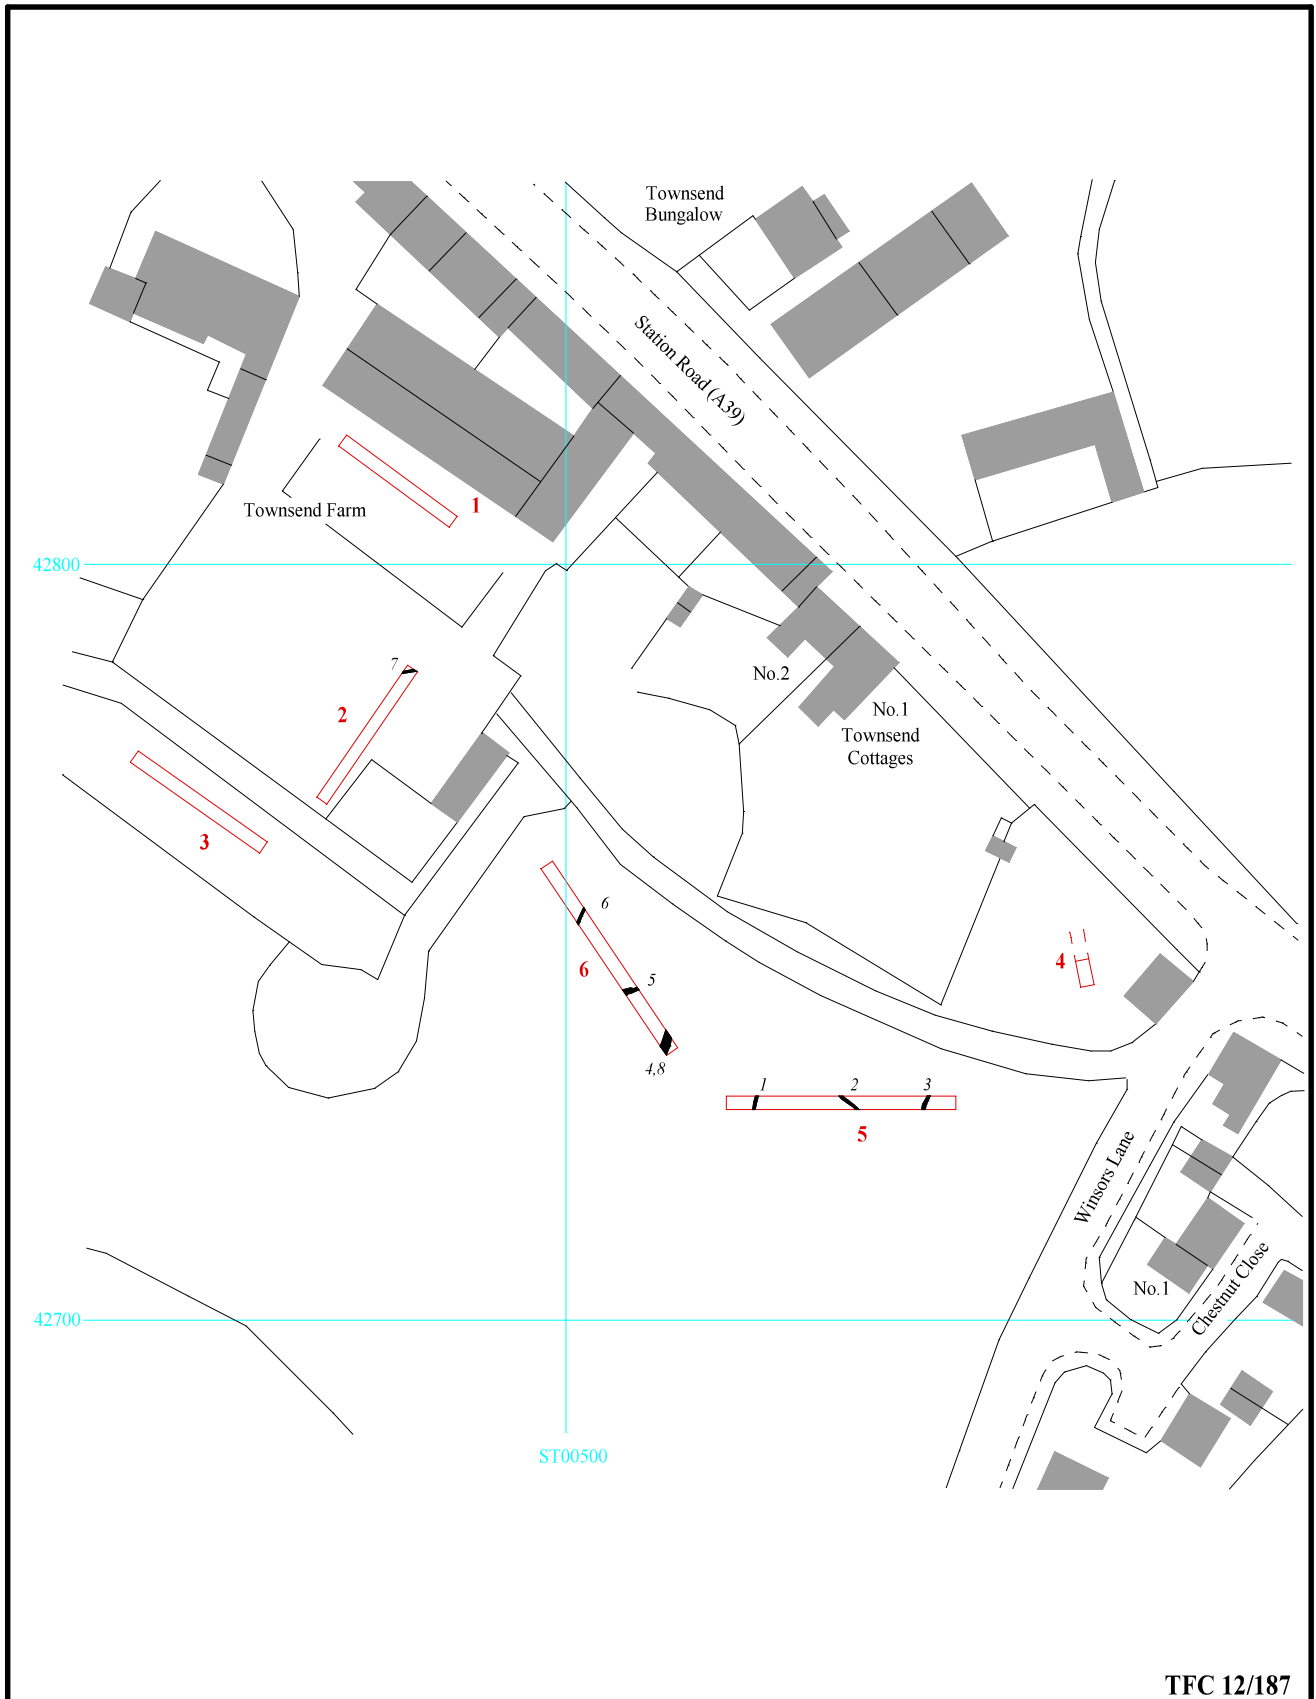 Townsend
Bungalow
Station Road (A39)
1
Townsend Farm
42800
7
No.2
2
No.1
Townsend
Cottages
3
6
4
6
5
4,8
1
2
3
5
Winsors Lane
Chestnut Close
No.1
42700
ST00500
TFC 12/187